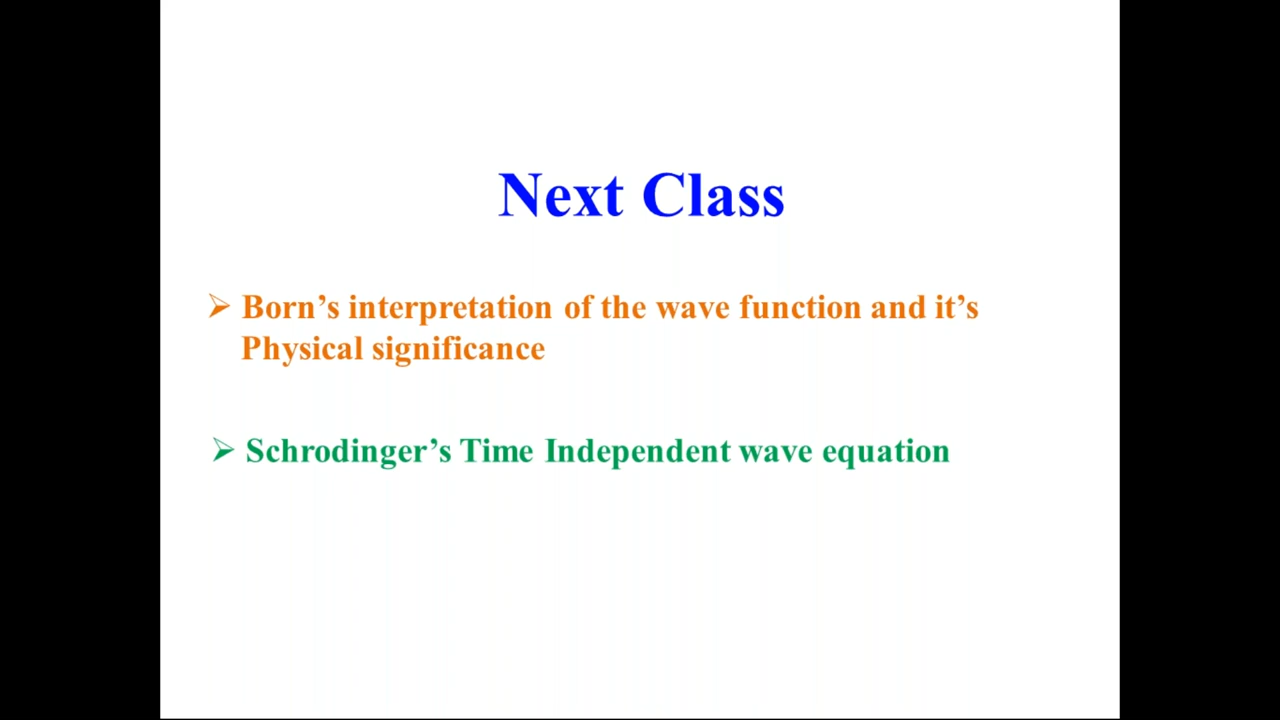 Next Class
➢ Born’s interpretation of the wave function and it’s
Physical significance
➢ Schrodinger’s Time Independent wave equation